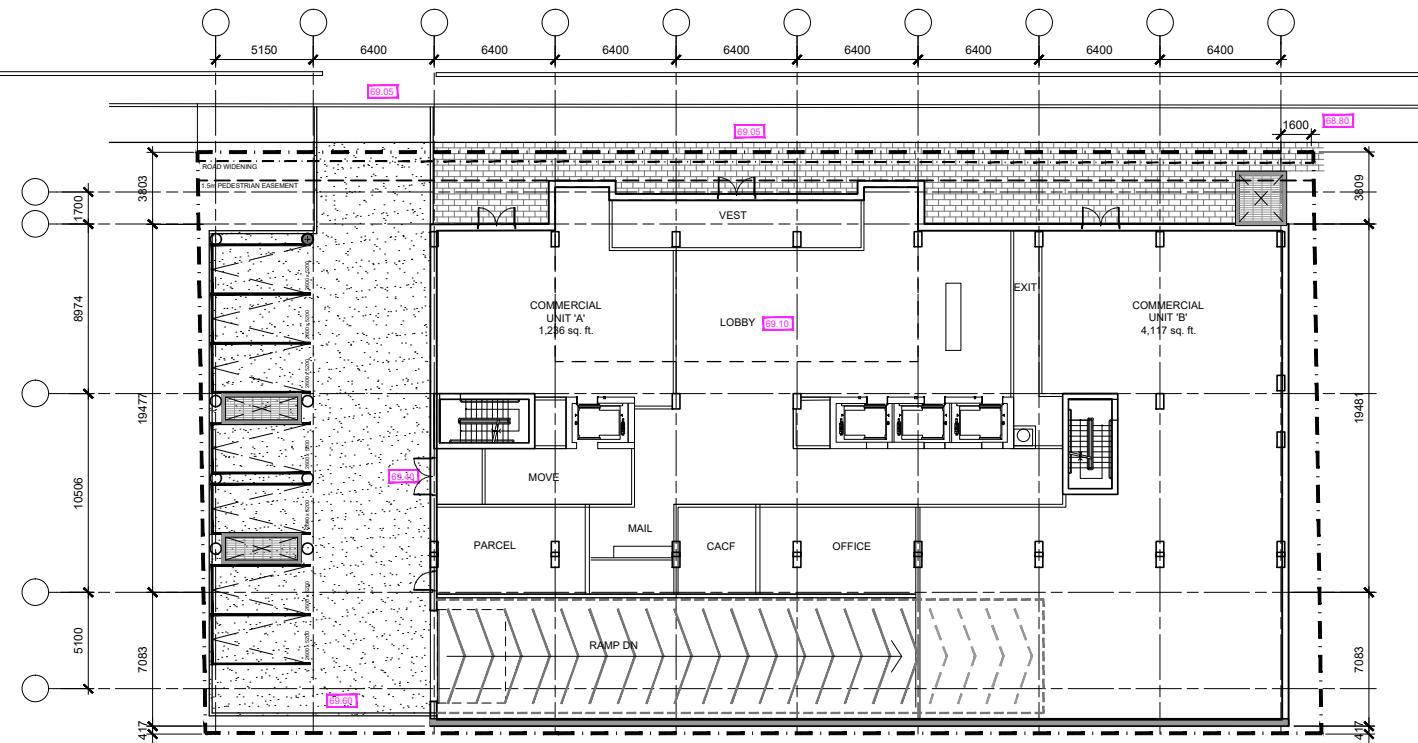 5150
6400
6400
6400
6400
6400
6400
6400
6400
69.05
69.05
1600
68.80
ROAD WIDENING
1.5m PEDESTRIAN EASEMENT
3803
1700
3809
VEST
8974
EXIT
COMMERCIAL
UNIT 'A'
1,236 sq. ft.
LOBBY
69.10
COMMERCIAL
UNIT 'B'
4,117 sq. ft.
19477
19481
69.40
MOVE
10506
MAIL
PARCEL
CACF
OFFICE
RAMP DN
5100
7083
7083
69.60
417
417